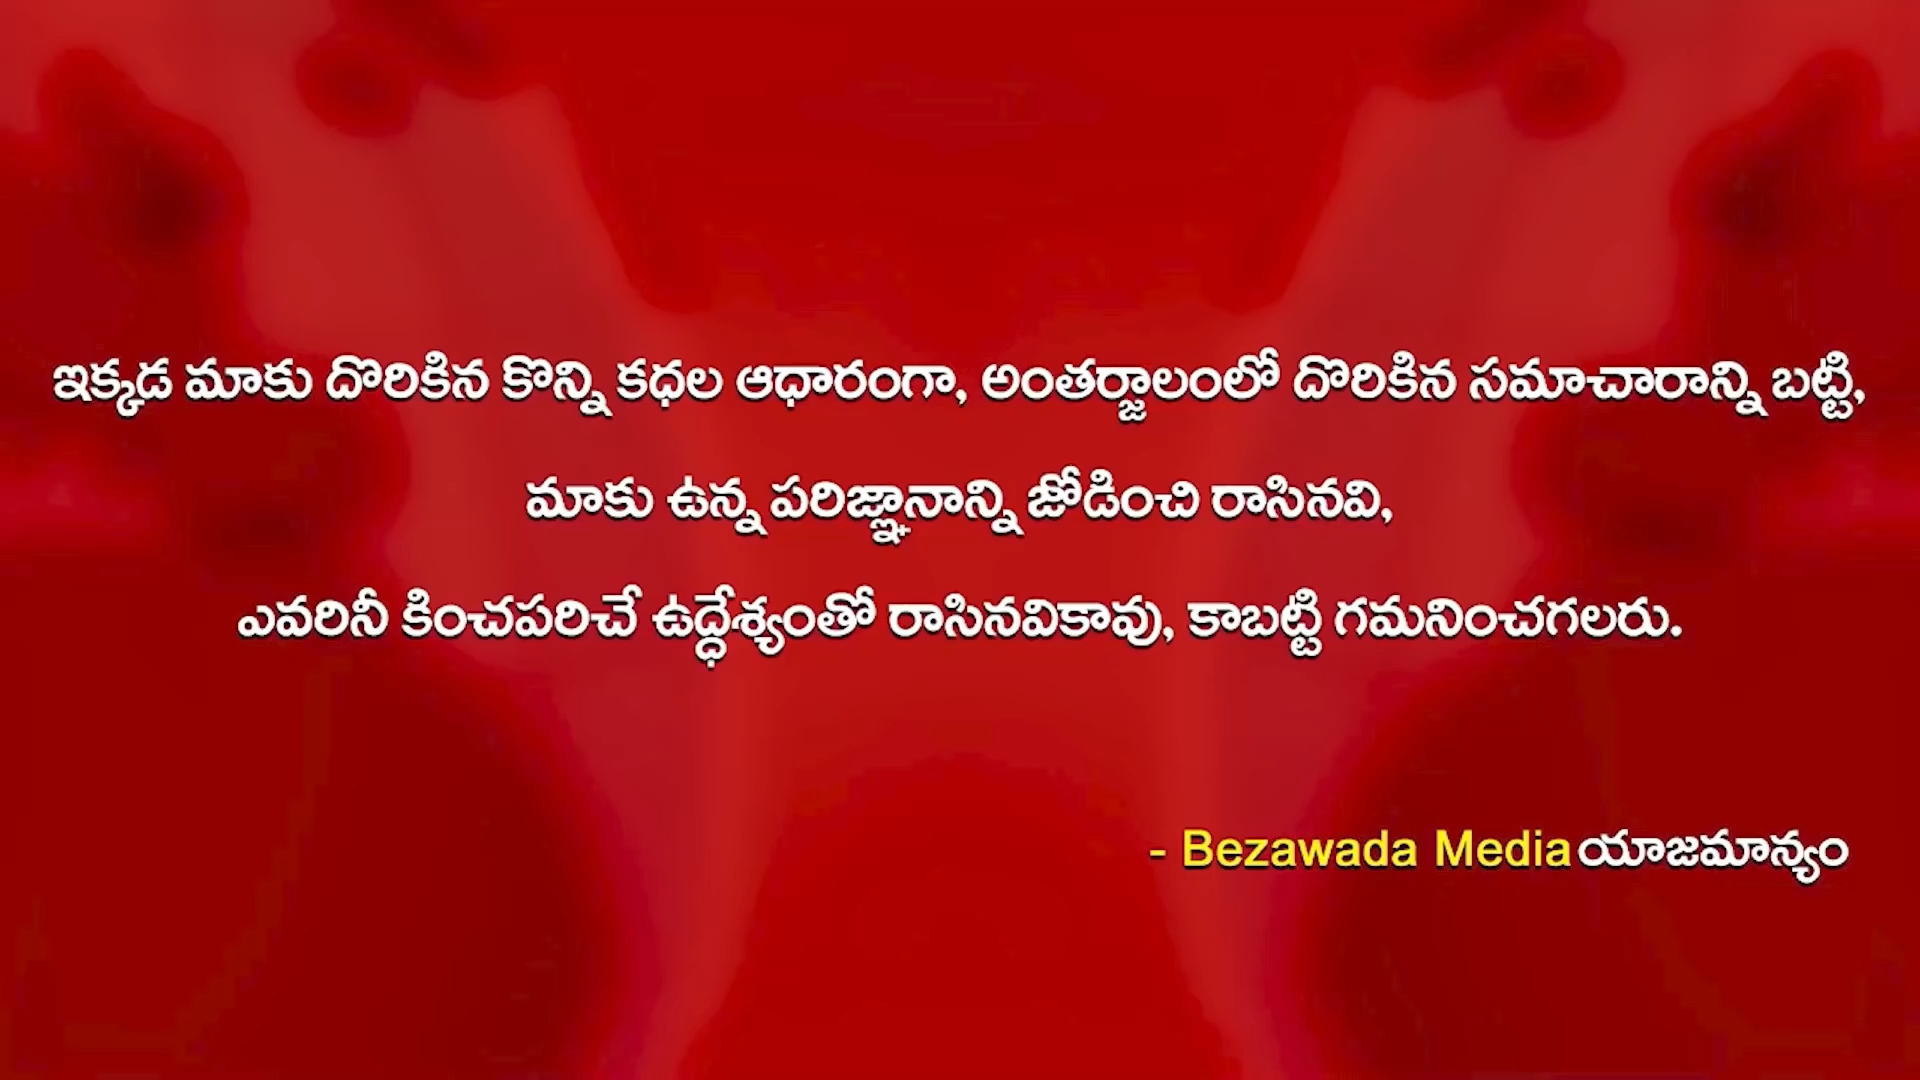 ఇక్కడ మాకు దొరికిన కొన్ని కధల ఆధారంగా, అంతర్జాలంలో దొరికిన సమాచారాన్ని బట్టి,
మాకు ఉన్న పరిజ్ఞానాన్ని జోడించి రాసినవి,
ఎవరినీ కించపరిచే ఉద్ధేశ్యంతో రాసినవికావు, కాబట్టి గమనించగలరు.
- Bezawada Media యాజమాన్యం